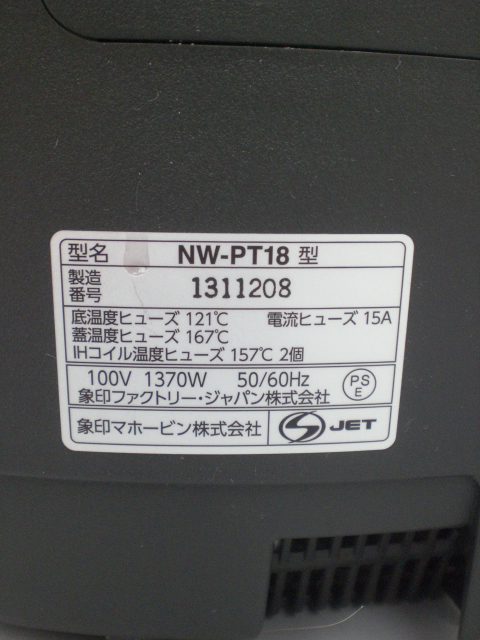 型名 NW-PT18 型
製造番号 1311208
底温度ヒューズ 121℃ 電流ヒューズ 15A
蓋温度ヒューズ 167℃
IHコイル温度ヒューズ 157℃ 2個
100V 1370W 50/60Hz PSE
象印ファクトリー・ジャパン株式会社
象印マホービン株式会社 JET